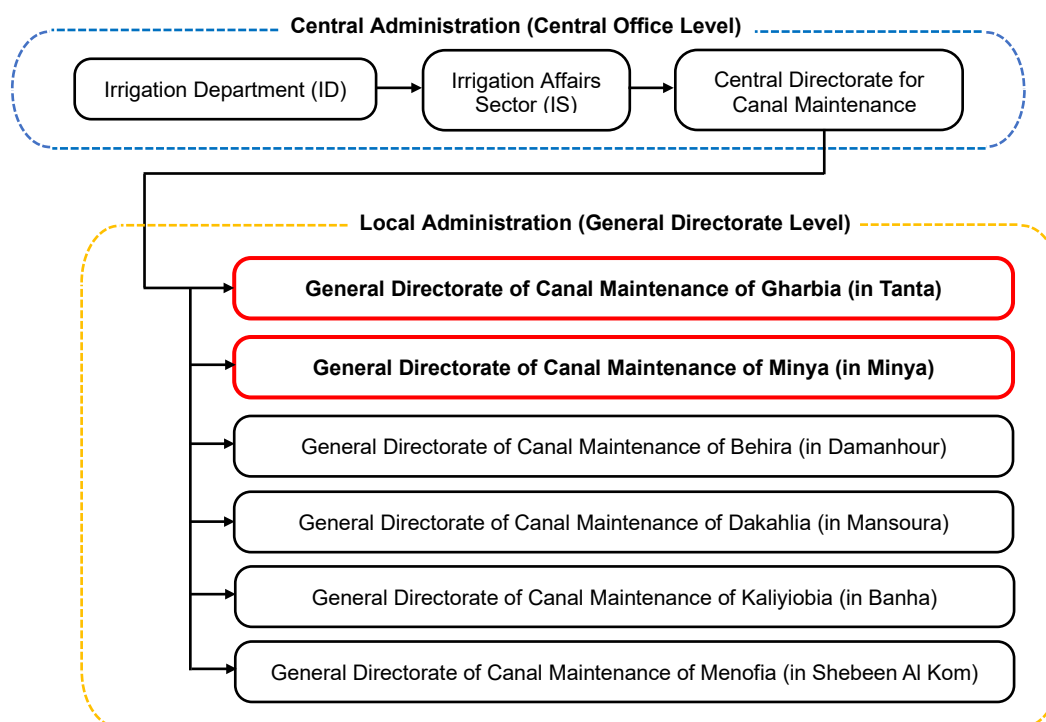 Central Administration (Central Office Level)
Irrigation Department (ID)
Irrigation Affairs
Sector (IS)
Central Directorate for
Canal Maintenance
Local Administration (General Directorate Level)
General Directorate of Canal Maintenance of Gharbia (in Tanta)
General Directorate of Canal Maintenance of Minya (in Minya)
General Directorate of Canal Maintenance of Behira (in Damanhour)
General Directorate of Canal Maintenance of Dakahlia (in Mansoura)
General Directorate of Canal Maintenance of Kaliyiobia (in Banha)
General Directorate of Canal Maintenance of Menofia (in Shebeen Al Kom)